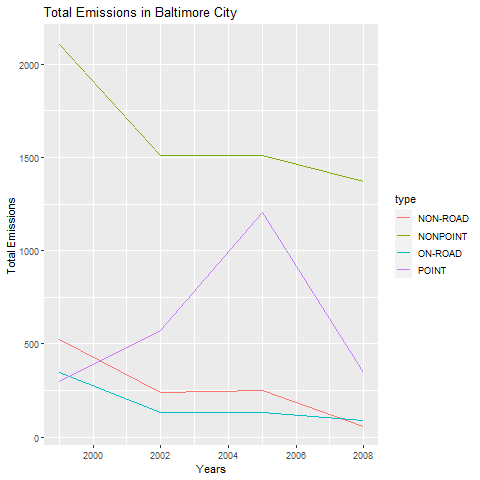 Total Emissions in Baltimore City
2000
1500
1000
500
0
Total Emissions
2000
2002
2004
2006
2008
Years
type
NON-ROAD
NONPOINT
ON-ROAD
POINT